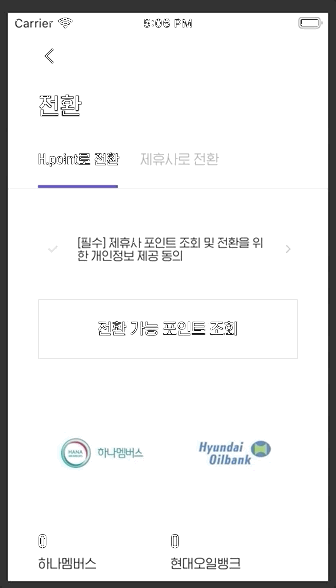 Carrier 5:06 PM
전환
H.point로 전환 제휴사로 전환
[필수] 제휴사 포인트 조회 및 전환을 위
한 개인정보 제공 동의
전환 가능 포인트 조회
HANA 하나멤버스
Hyundai
Oilbank
0 0
하나멤버스 현대오일뱅크